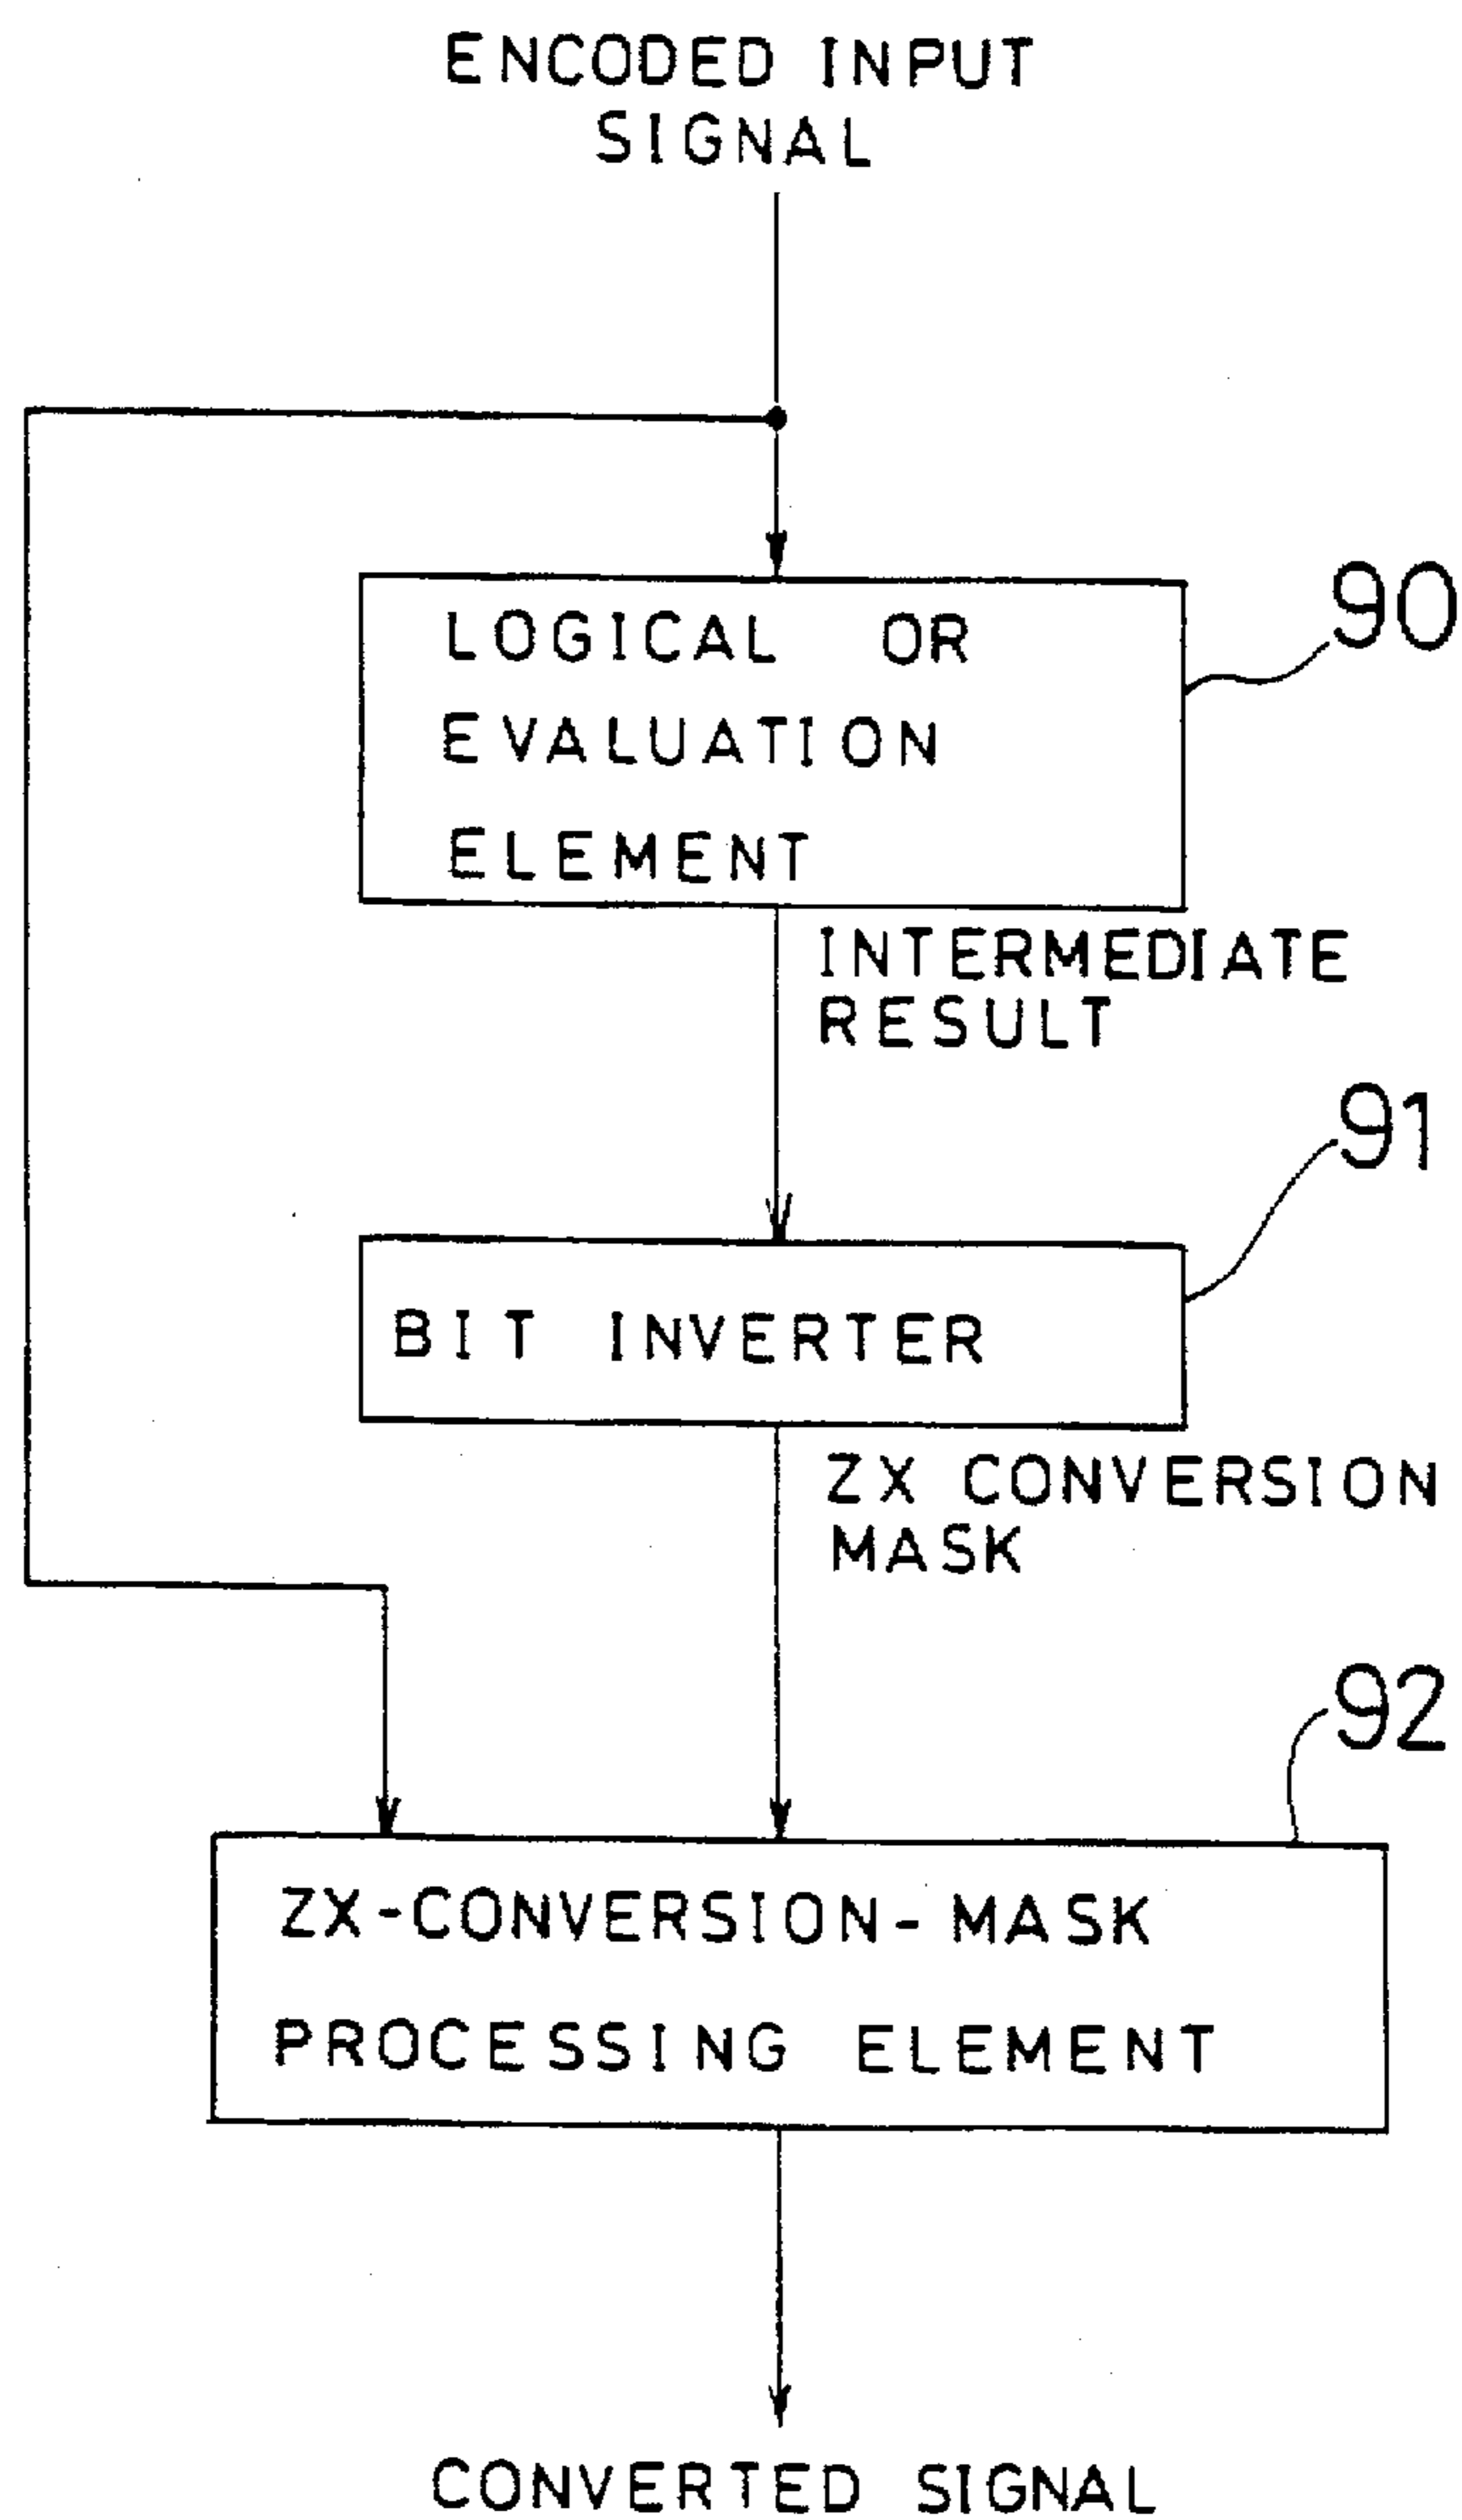 ENCODED INPUT
SIGNAL
90
LOGICAL OR
EVALUATION
ELEMENT
INTERMEDIATE
RESULT
91
BIT INVERTER
ZX CONVERSION
MASK
92
ZX-CONVERSION-MASK
PROCESSING ELEMENT
CONVERTED SIGNAL